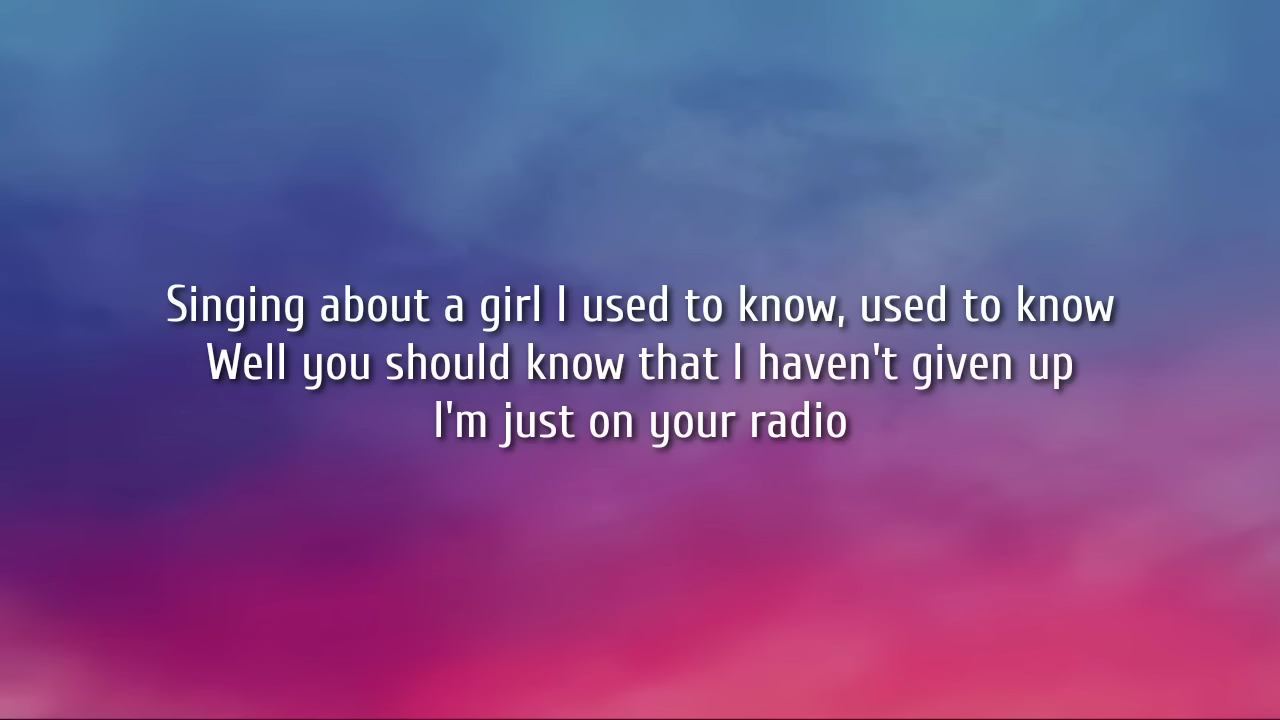 Singing about a girl I used to know, used to know
Well you should know that I haven't given up
I'm just on your radio